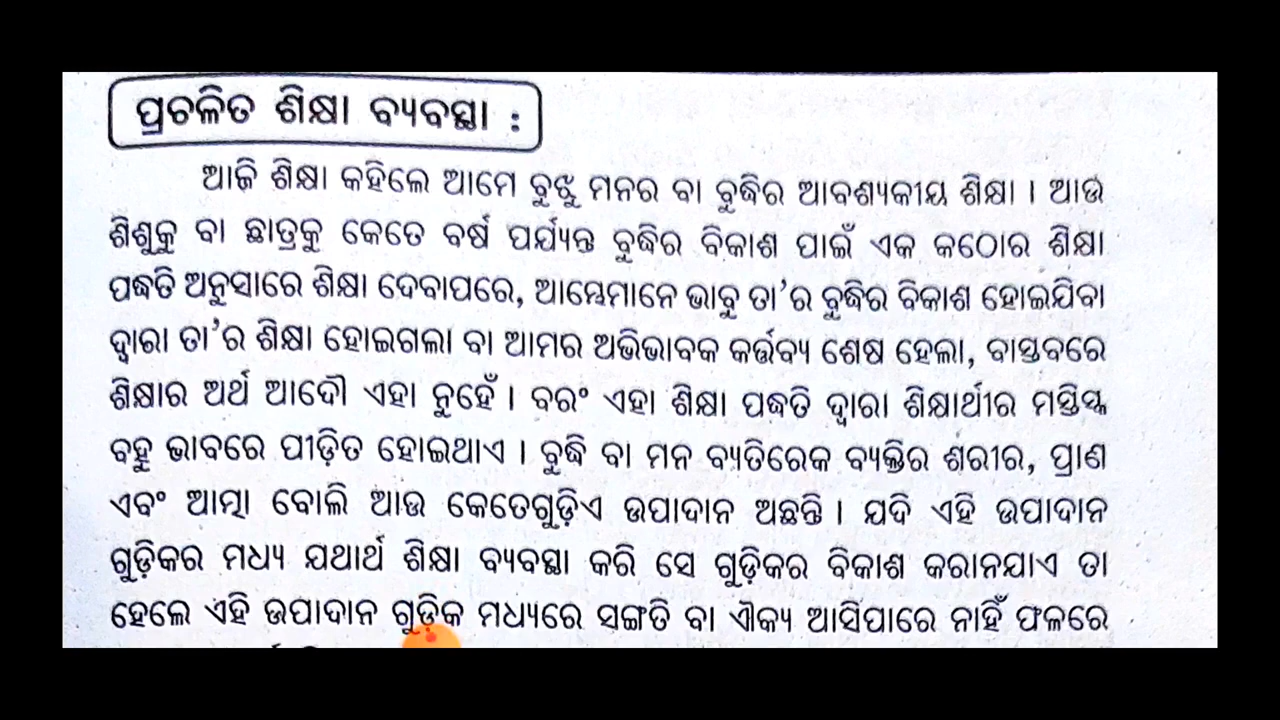 ପ୍ରଚଳିତ ଶିକ୍ଷା ବ୍ୟବସ୍ଥା :
ଆଜି ଶିକ୍ଷା କହିଲେ ଆମେ ବୁଝୁ ମନର ବା ବୁଦ୍ଧିର ଆବଶ୍ୟକୀୟ ଶିକ୍ଷା । ଆଉ
ଶିଶୁକୁ ବା ଛାତ୍ରକୁ କେତେ ବର୍ଷ ପର୍ଯ୍ୟନ୍ତ ବୁଦ୍ଧିର ବିକାଶ ପାଇଁ ଏକ କଠୋର ଶିକ୍ଷା
ପଦ୍ଧତି ଅନୁସାରେ ଶିକ୍ଷା ଦେବାପରେ, ଆମ୍ଭେମାନେ ଭାବୁ ତା’ର ବୁଦ୍ଧିର ବିକାଶ ହୋଇଯିବା
ଦ୍ୱାରା ତା’ର ଶିକ୍ଷା ହୋଇଗଲା ବା ଆମର ଅଭିଭାବକ କର୍ତ୍ତବ୍ୟ ଶେଷ ହେଲା, ବାସ୍ତବରେ
ଶିକ୍ଷାର ଅର୍ଥ ଆଦୌ ଏହା ନୁହେଁ । ବରଂ ଏହା ଶିକ୍ଷା ପଦ୍ଧତି ଦ୍ୱାରା ଶିକ୍ଷାର୍ଥୀର ମସ୍ତିସ୍କ
ବହୁ ଭାବରେ ପୀଡ଼ିତ ହୋଇଥାଏ । ବୁଦ୍ଧି ବା ମନ ବ୍ୟତିରେକ ବ୍ୟକ୍ତିର ଶରୀର, ପ୍ରାଣ
ଏବଂ ଆତ୍ମା ବୋଲି ଆଉ କେତେଗୁଡ଼ିଏ ଉପାଦାନ ଅଛନ୍ତି । ଯଦି ଏହି ଉପାଦାନ
ଗୁଡ଼ିକର ମଧ୍ୟ ଯଥାର୍ଥ ଶିକ୍ଷା ବ୍ୟବସ୍ଥା କରି ସେ ଗୁଡ଼ିକର ବିକାଶ କରାନଯାଏ ତା
ହେଲେ ଏହି ଉପାଦାନ ଗୁଡ଼ିକ ମଧ୍ୟରେ ସଙ୍ଗତି ବା ଐକ୍ୟ ଆସିପାରେ ନାହିଁ ଫଳରେ